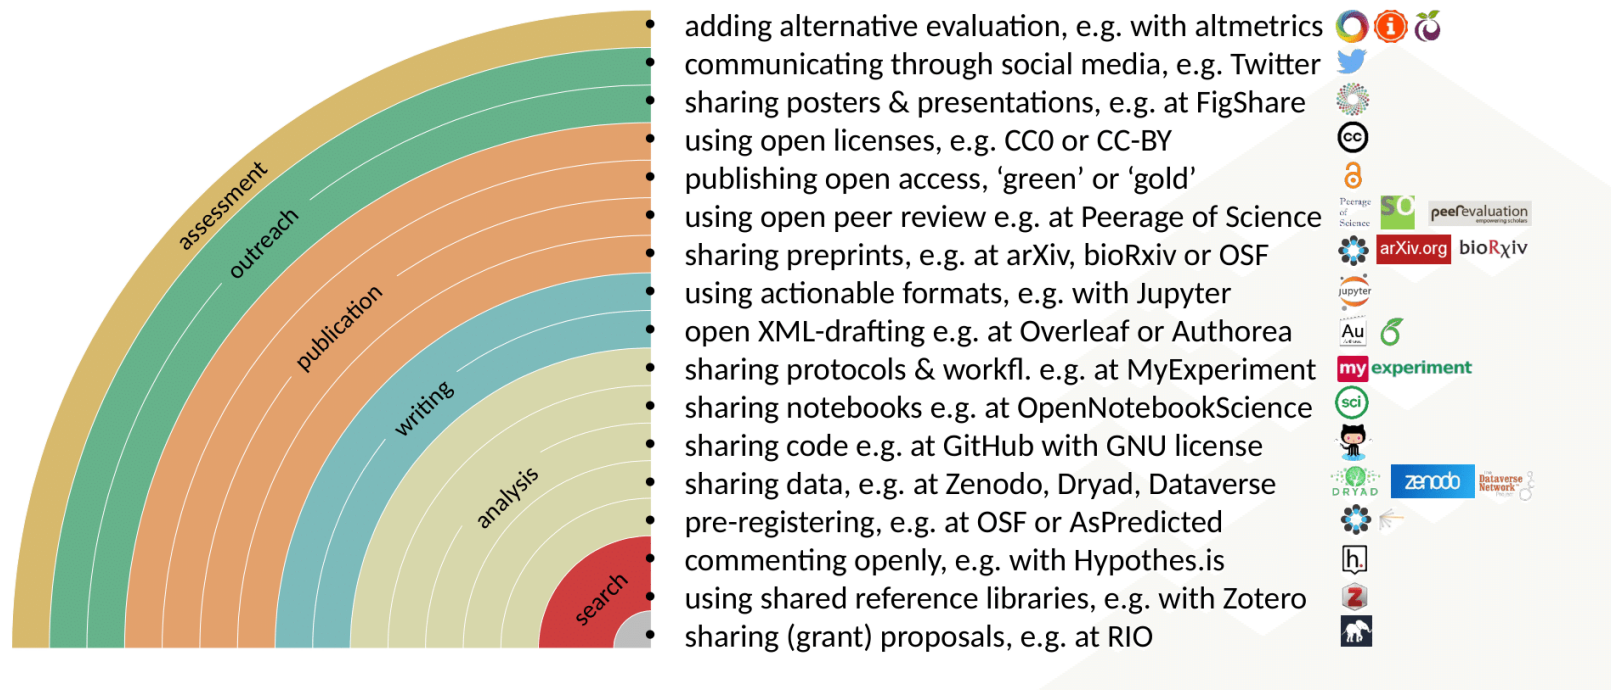 adding alternative evaluation, e.g. with altmetrics
communicating through social media, e.g. Twitter
sharing posters & presentations, e.g. at FigShare
using open licenses, e.g. CC0 or CC-BY
cc
publishing open access, ‘green’ or ‘gold’
using open peer review e.g. at Peerage of Science
Peerage
of
Science
SO
peerevaluation
empowering scholars
sharing preprints, e.g. at arXiv, bioRxiv or OSF
arXiv.org
bioRχiv
using actionable formats, e.g. with Jupyter
jupyter
open XML-drafting e.g. at Overleaf or Authorea
Au
sharing protocols & workfl. e.g. at MyExperiment
my experiment
sharing notebooks e.g. at OpenNotebookScience
sci
sharing code e.g. at GitHub with GNU license
sharing data, e.g. at Zenodo, Dryad, Dataverse
DRYAD
zenodo
Dataverse
Network
pre-registering, e.g. at OSF or AsPredicted
commenting openly, e.g. with Hypothes.is
h.
using shared reference libraries, e.g. with Zotero
Z
sharing (grant) proposals, e.g. at RIO
assessment
outreach
publication
writing
analysis
search